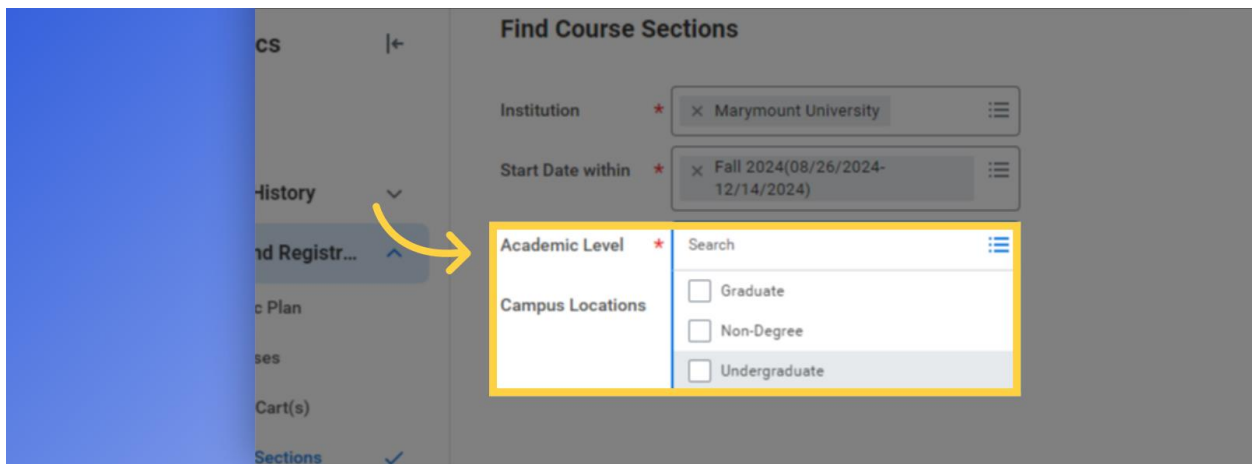 cs
Find Course Sections
Institution * × Marymount University
Start Date within * × Fall 2024(08/26/2024-
12/14/2024)
History
nd Registr...
Academic Level * Search
c Plan
Campus Locations
Graduate
Non-Degree
ses
Undergraduate
Cart(s)
Sections